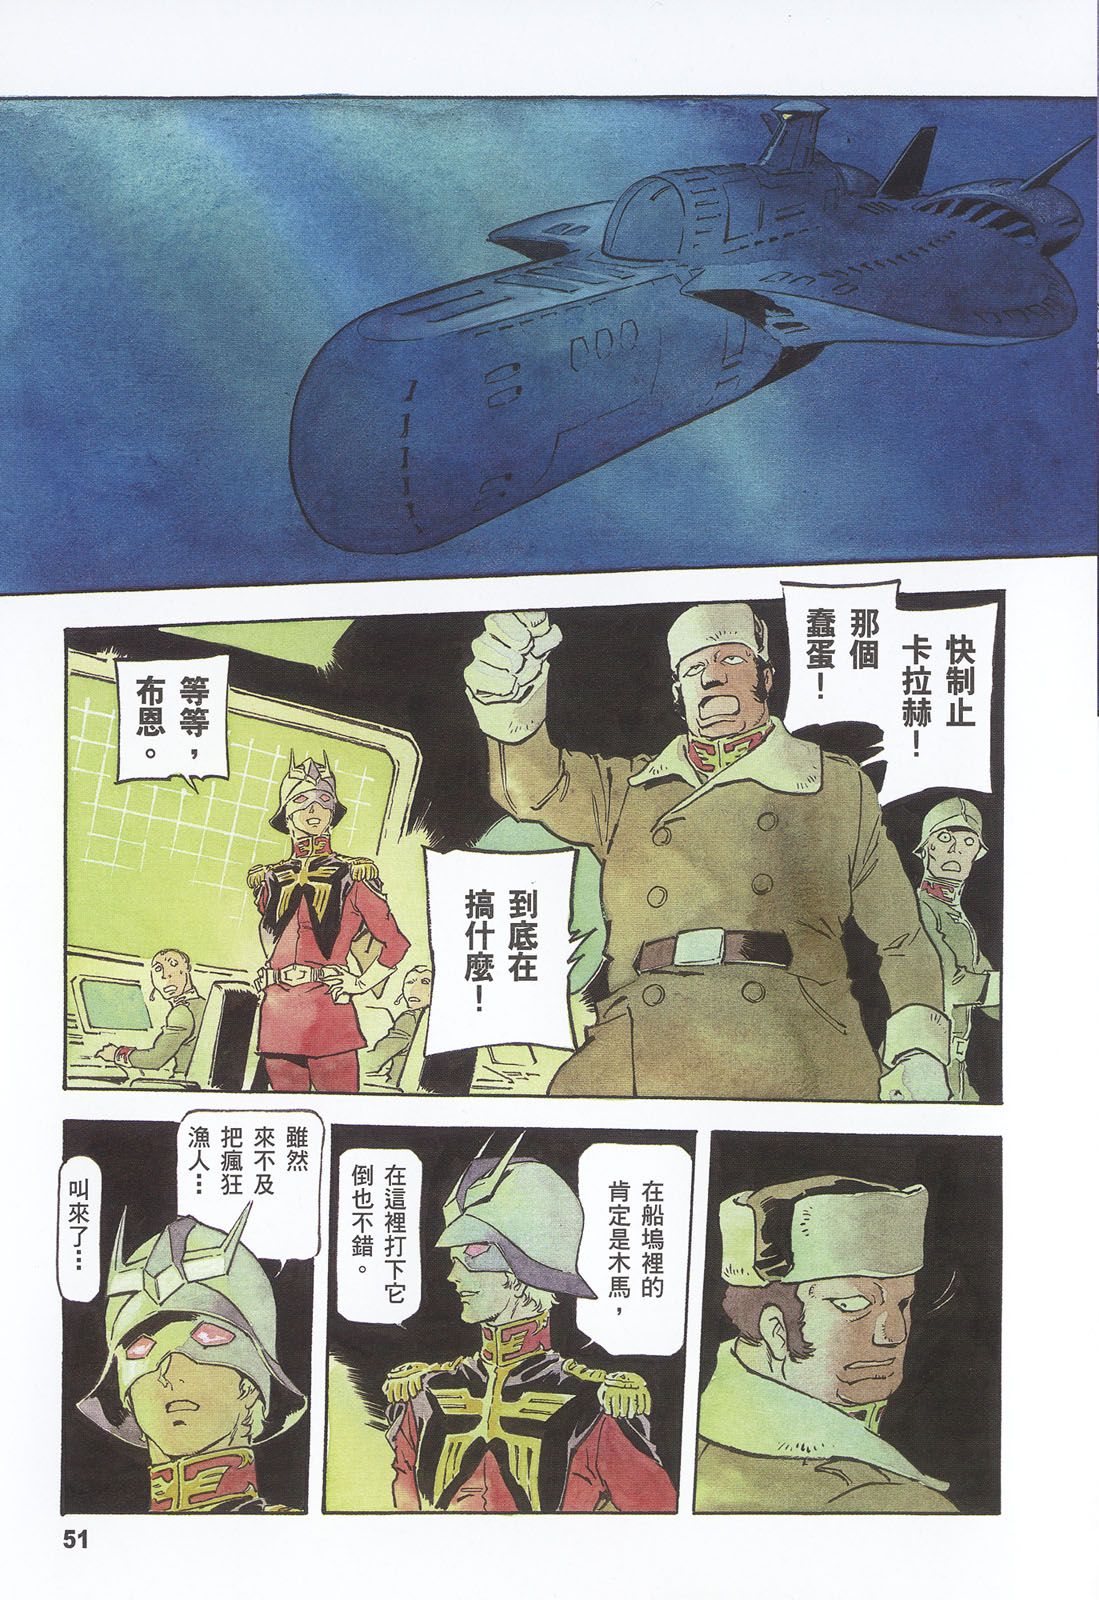 快制止
卡拉赫！
那個
蠢蛋！
到底在
搞什麼！
等等，
布恩。
在船塢裡的
肯定是木馬，
在這裡打下它
倒也不錯。
雖然
來不及
把瘋狂
漁人…
叫來了…
51